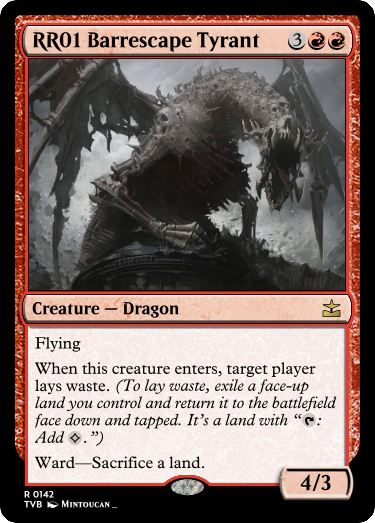 RR01 Barrescape Tyrant 3
Creature — Dragon
Flying
When this creature enters, target player
lays waste. (To lay waste, exile a face-up
land you control and return it to the battlefield
face down and tapped. It's a land with “:
Add .”)
Ward—Sacrifice a land.
4/3
R 0142
TVB MINTOUCAN _